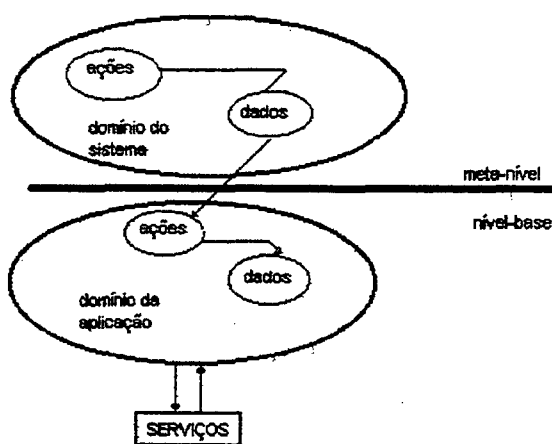 ações
dados
domínio do
sistema
meta-nível
nível-base
ações
dados
domínio da
aplicação
SERVIÇOS